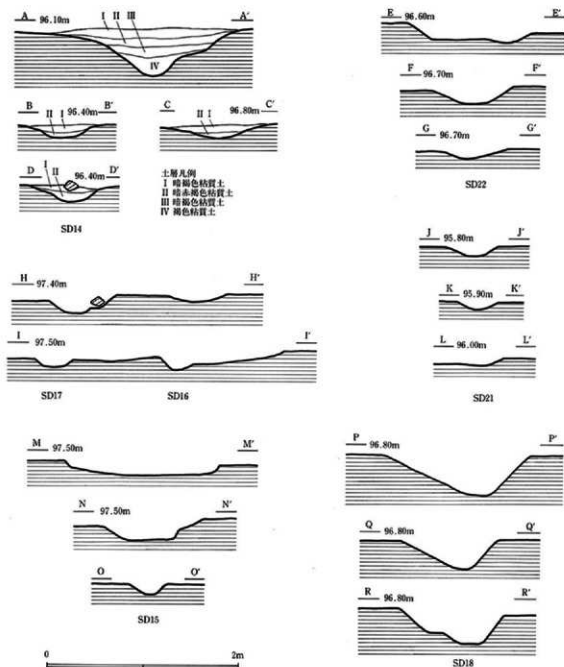 A 96.10m I II III A′
IV
B 96.40m B′
II I
C 96.80m C′
II I
D I II 96.40m D′
SD14
土層凡例
I 暗褐色粘質土
II 暗赤褐色粘質土
III 暗褐色粘質土
IV 褐色粘質土
E 96.60m E′
F 96.70m F′
G 96.70m G′
SD22
H 97.40m H′
I 97.50m I′
SD17 SD16
J 95.80m J′
K 95.90m K′
L 96.00m L′
SD21
M 97.50m M′
N 97.50m N′
O O′
SD15
P 96.80m P′
Q 96.80m Q′
R 96.80m R′
SD18
0 2m